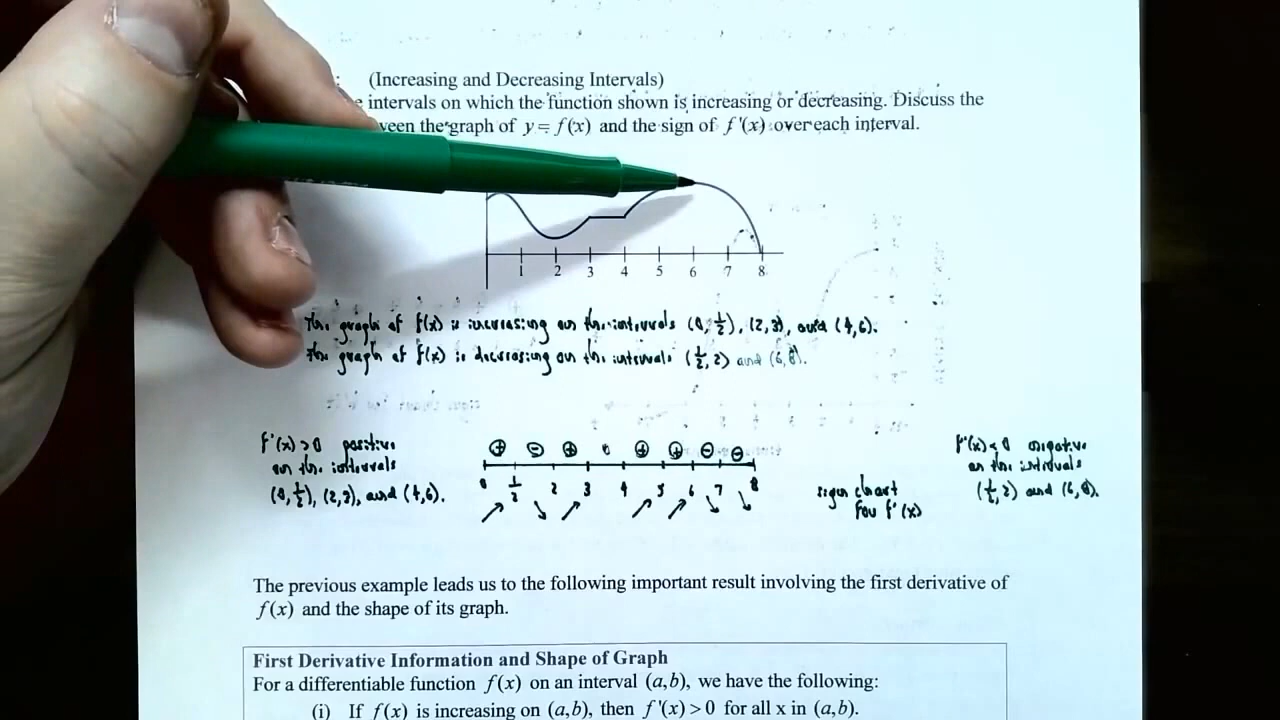 (Increasing and Decreasing Intervals)
intervals on which the function shown is increasing or decreasing. Discuss the
the graph of y = f(x) and the sign of f '(x) over each interval.
1 2 3 4 5 6 7 8
The graph of f(x) is increasing on the intervals (0, 1/2), (2,3), and (4,6).
The graph of f(x) is decreasing on the intervals (1/2, 2) and (6,8).
f'(x) > 0 positive
on the intervals
(0, 1/2), (2,3), and (4,6).
+ − + 0 + + − −
0 1/2 2 3 4 5 6 7 8
↗ ↘ ↗ ↗ ↗ ↘ ↘
sign chart
for f'(x)
f'(x) < 0 negative
on the intervals
(1/2, 2) and (6,8).
The previous example leads us to the following important result involving the first derivative of
f(x) and the shape of its graph.
First Derivative Information and Shape of Graph
For a differentiable function f(x) on an interval (a,b), we have the following:
(i) If f(x) is increasing on (a,b), then f '(x) > 0 for all x in (a,b).